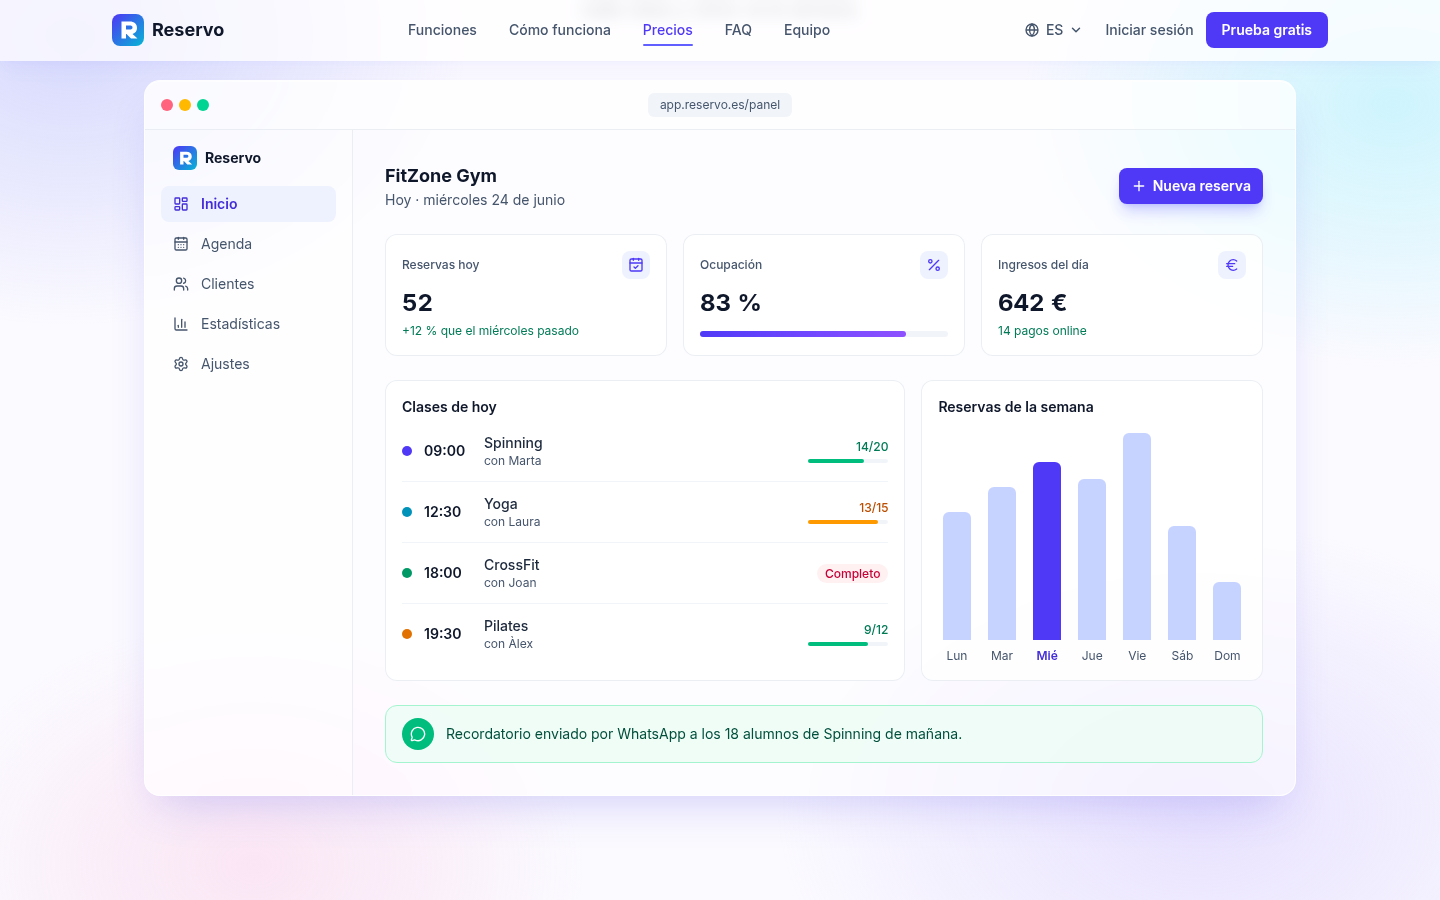 Reservo
Funciones
Cómo funciona
Precios
FAQ
Equipo
ES
Iniciar sesión
Prueba gratis
app.reservo.es/panel
Reservo
Inicio
Agenda
Clientes
Estadísticas
Ajustes
FitZone Gym
Hoy · miércoles 24 de junio
+ Nueva reserva
Reservas hoy
52
+12 % que el miércoles pasado
Ocupación
%
83 %
Ingresos del día
€
642 €
14 pagos online
Clases de hoy
09:00
Spinning
con Marta
14/20
12:30
Yoga
con Laura
13/15
18:00
CrossFit
con Joan
Completo
19:30
Pilates
con Àlex
9/12
Reservas de la semana
Lun Mar Mié Jue Vie Sáb Dom
Recordatorio enviado por WhatsApp a los 18 alumnos de Spinning de mañana.